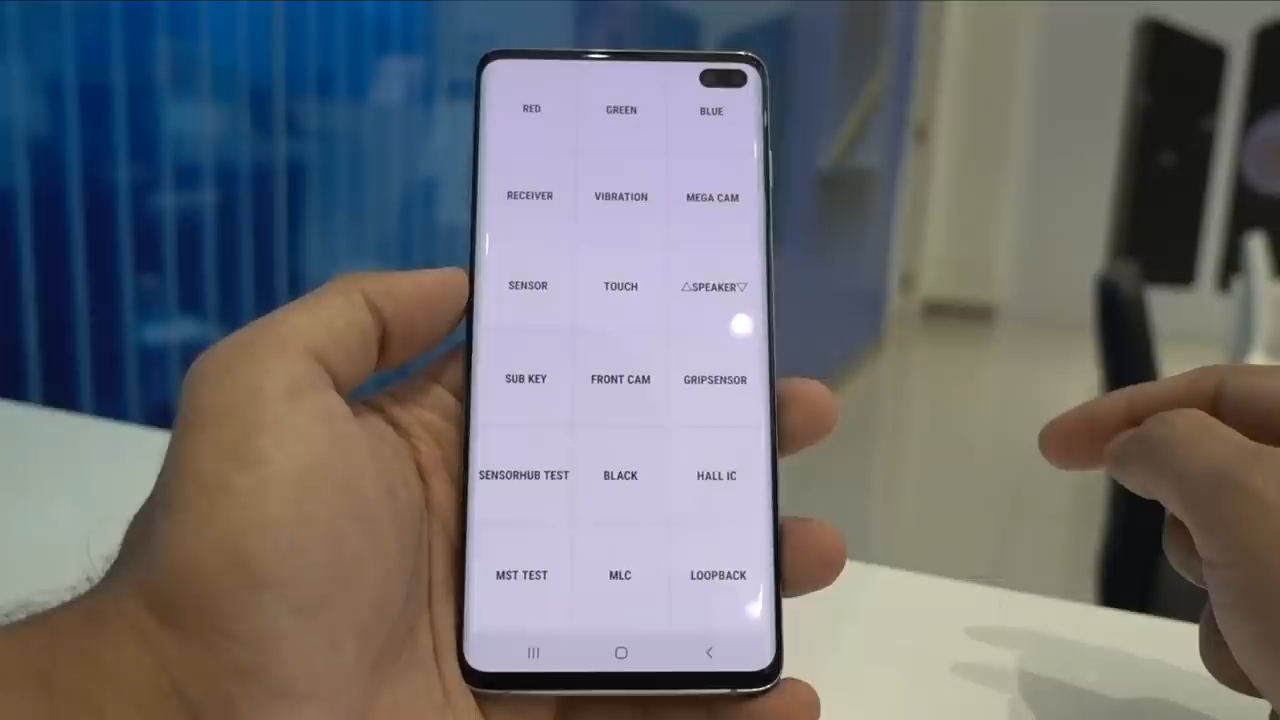 RED GREEN BLUE
RECEIVER VIBRATION MEGA CAM
SENSOR TOUCH △SPEAKER▽
SUB KEY FRONT CAM GRIPSENSOR
SENSORHUB TEST BLACK HALL IC
MST TEST MLC LOOPBACK